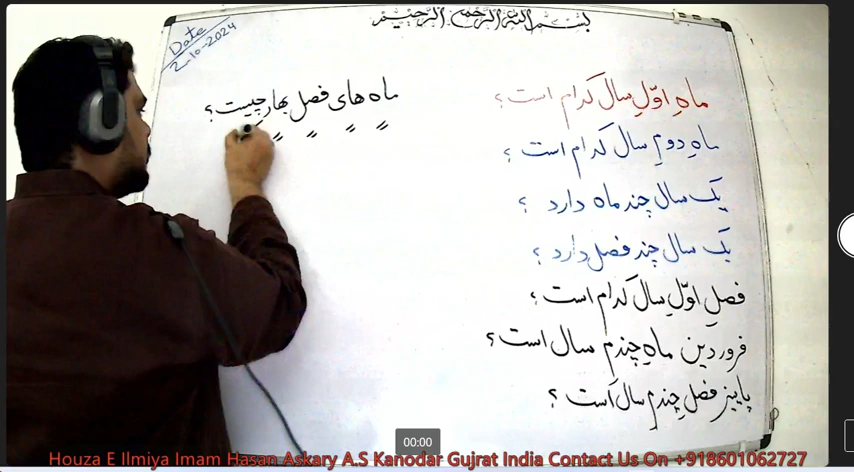 بسم الله الرحمن الرحیم
Date
2-10-2024
ماهِ اوّلِ سال کدام است؟
ماهِ دومِ سال کدام است؟
یک سال چند ماه دارد؟
یک سال چند فصل دارد؟
فصلِ اوّلِ سال کدام است؟
فروردین ماهِ چندم سال است؟
پاییز فصلِ چندم سال است؟
ماه های فصل بهار چیست؟
00:00
Houza E Ilmiya Imam Hasan Askary A.S Kanodar Gujrat India Contact Us On +918601062727